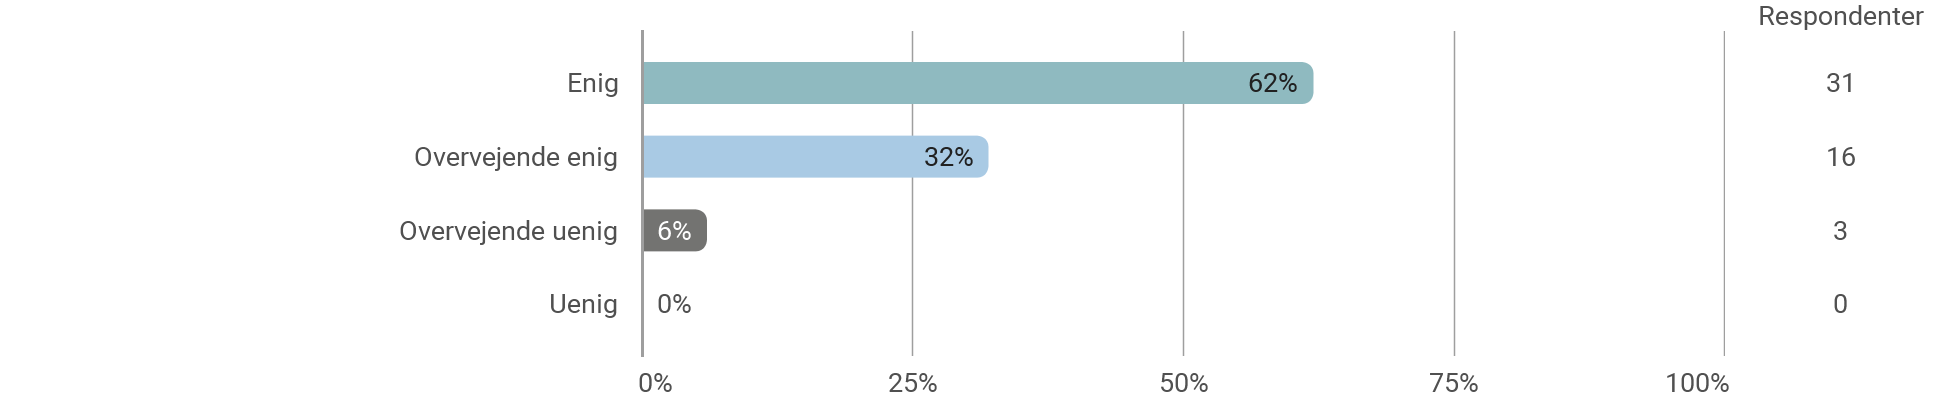 Respondenter
Enig 62% 31
Overvejende enig 32% 16
Overvejende uenig 6% 3
Uenig 0% 0
0% 25% 50% 75% 100%